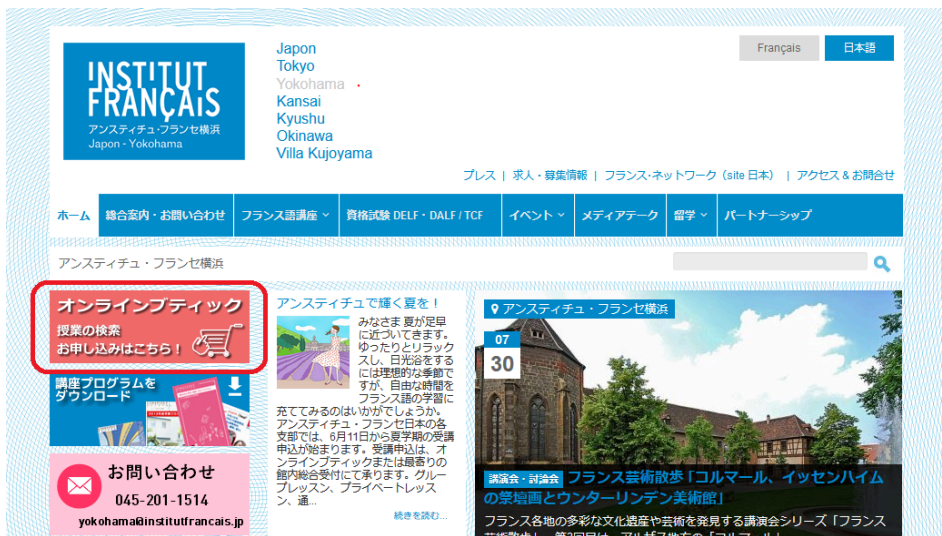 INSTITUT
FRANÇAIS
アンスティチュ・フランセ横浜
Japon - Yokohama
Japon
Tokyo
Yokohama
Kansai
Kyushu
Okinawa
Villa Kujoyama
Français
日本語
プレス | 求人・募集情報 | フランス・ネットワーク（site 日本） | アクセス & お問合せ
ホーム
総合案内・お問い合わせ
フランス語講座
資格試験 DELF・DALF / TCF
イベント
メディアテーク
留学
パートナーシップ
アンスティチュ・フランセ横浜
オンラインブティック
授業の検索
お申し込みはこちら！
講座プログラムを
ダウンロード
お問い合わせ
045-201-1514
yokohama@institutfrancais.jp
アンスティチュで輝く夏を！
みなさま 夏が足早
に近づいてきます。
ゆったりとリラック
スし、日光浴をする
には理想的な季節で
すが、自由な時間を
フランス語の学習に
充ててみるのはいかがでしょうか。
アンスティチュ・フランセ日本の各
支部では、6月11日から夏学期の受講
申込が始まります。受講申込は、オ
ンラインブティックまたは最寄りの
館内総合受付にて承ります。グルー
プレッスン、プライベートレッス
ン、通...
続きを読む...
アンスティチュ・フランセ横浜
07
30
講演会・討論会 フランス芸術散歩「コルマール、イッセンハイム
の祭壇画とウンターリンデン美術館」
フランス各地の多彩な文化遺産や芸術を発見する講演会シリーズ「フランス